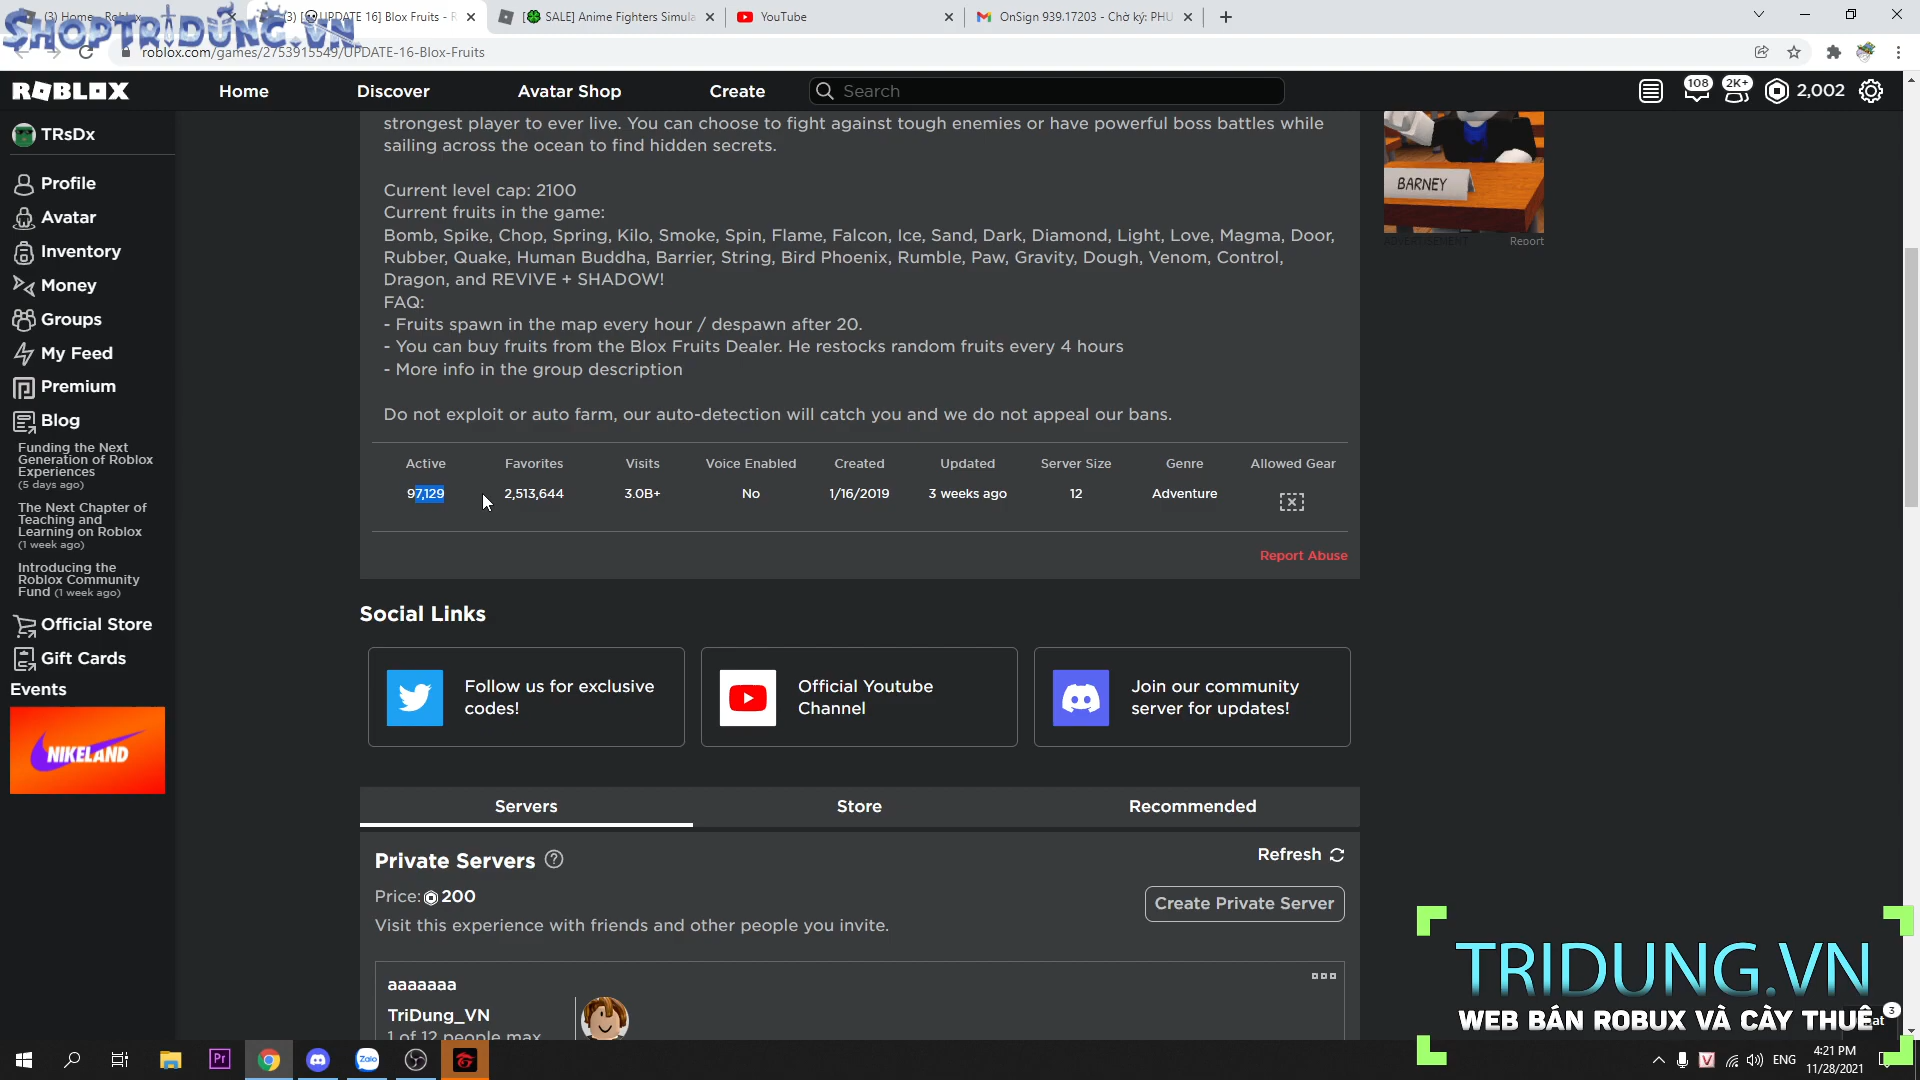 SHOPTRIDUNG.VN
(3) Home - Roblox
(3) [💀UPDATE 16] Blox Fruits - R
[🍀 SALE] Anime Fighters Simula
YouTube
OnSign 939.17203 - Chờ ký: PHU
roblox.com/games/2753915549/UPDATE-16-Blox-Fruits
ROBLOX
Home
Discover
Avatar Shop
Create
Search
108
2K+
2,002
TRsDx
Profile
Avatar
Inventory
Money
Groups
My Feed
Premium
Blog
Funding the Next
Generation of Roblox
Experiences
(5 days ago)
The Next Chapter of
Teaching and
Learning on Roblox
(1 week ago)
Introducing the
Roblox Community
Fund (1 week ago)
Official Store
Gift Cards
Events
NIKELAND
strongest player to ever live. You can choose to fight against tough enemies or have powerful boss battles while
sailing across the ocean to find hidden secrets.
Current level cap: 2100
Current fruits in the game:
Bomb, Spike, Chop, Spring, Kilo, Smoke, Spin, Flame, Falcon, Ice, Sand, Dark, Diamond, Light, Love, Magma, Door,
Rubber, Quake, Human Buddha, Barrier, String, Bird Phoenix, Rumble, Paw, Gravity, Dough, Venom, Control,
Dragon, and REVIVE + SHADOW!
FAQ:
- Fruits spawn in the map every hour / despawn after 20.
- You can buy fruits from the Blox Fruits Dealer. He restocks random fruits every 4 hours
- More info in the group description
Do not exploit or auto farm, our auto-detection will catch you and we do not appeal our bans.
Active Favorites Visits Voice Enabled Created Updated Server Size Genre Allowed Gear
97,129 2,513,644 3.0B+ No 1/16/2019 3 weeks ago 12 Adventure
Report Abuse
BARNEY
ADVERTISEMENT
Report
Social Links
Follow us for exclusive
codes!
Official Youtube
Channel
Join our community
server for updates!
Servers
Store
Recommended
Private Servers
Refresh
Price: 200
Create Private Server
Visit this experience with friends and other people you invite.
aaaaaaa
TriDung_VN
1 of 12 people max
TRIDUNG.VN
WEB BÁN ROBUX VÀ CÀY THUÊ
3
Pr
Zalo
V
ENG
4:21 PM
11/28/2021